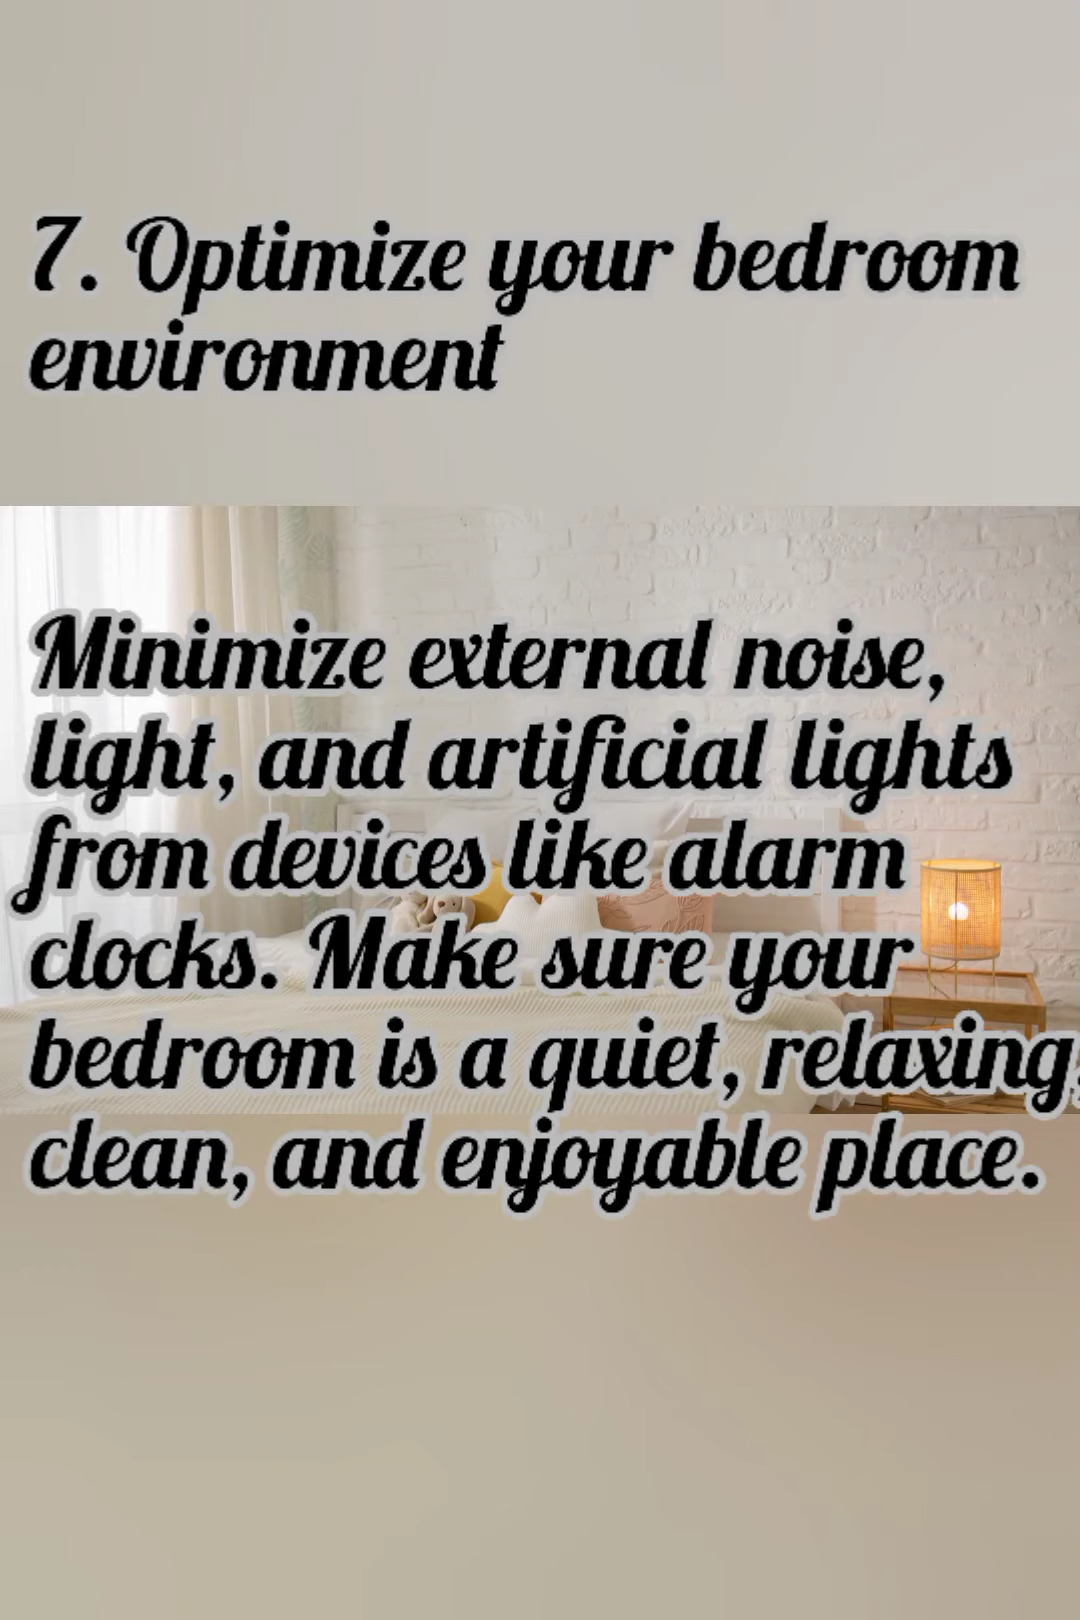 7. Optimize your bedroom
environment
Minimize external noise,
light, and artificial lights
from devices like alarm
clocks. Make sure your
bedroom is a quiet, relaxing,
clean, and enjoyable place.